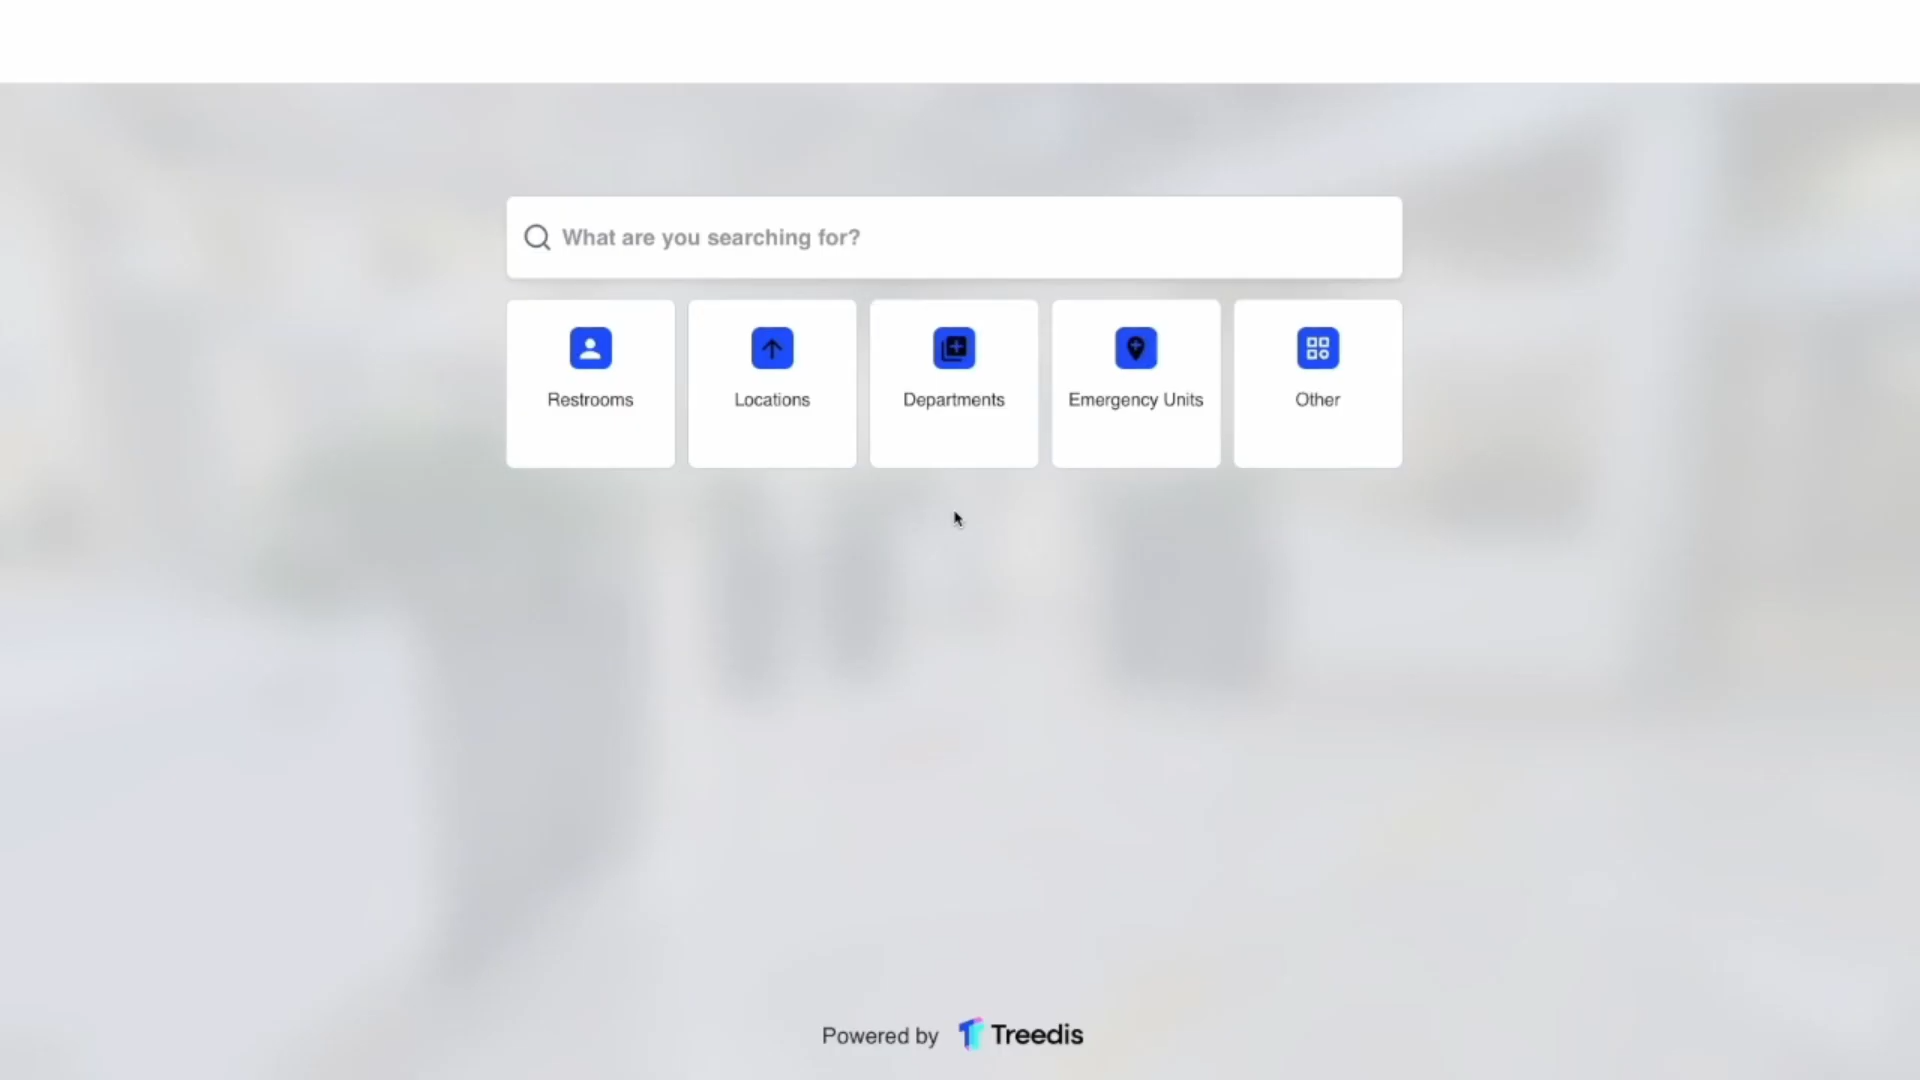 What are you searching for?
Restrooms
Locations
Departments
Emergency Units
Other
Powered by Treedis